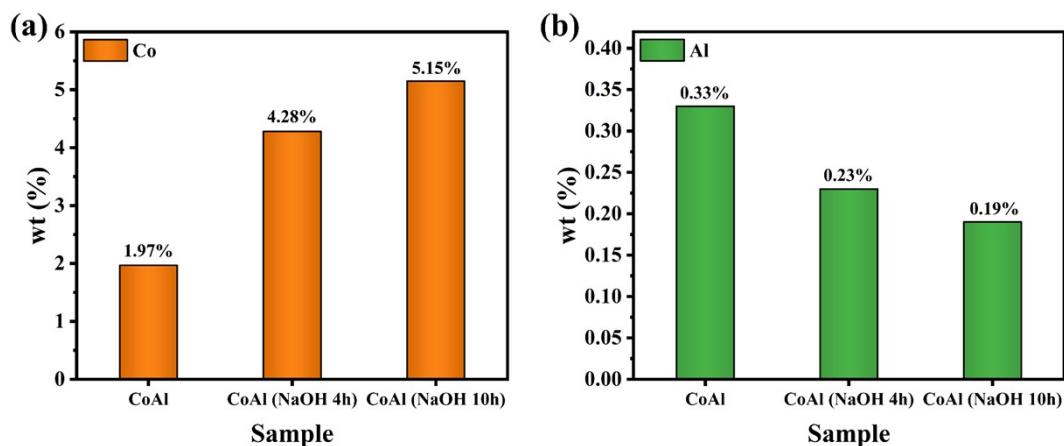 (a)
Co
wt (%)
6
5
4
3
2
1
0
1.97%
4.28%
5.15%
CoAl
CoAl (NaOH 4h)
CoAl (NaOH 10h)
Sample
(b)
Al
wt (%)
0.40
0.35
0.30
0.25
0.20
0.15
0.10
0.05
0.00
0.33%
0.23%
0.19%
CoAl
CoAl (NaOH 4h)
CoAl (NaOH 10h)
Sample